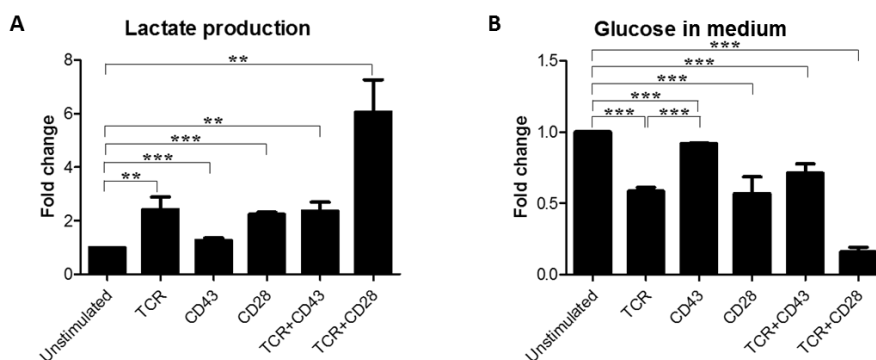 A
Lactate production
Fold change
8
6
4
2
0
**
**
***
***
**
Unstimulated
TCR
CD43
CD28
TCR+CD43
TCR+CD28
B
Glucose in medium
Fold change
1.5
1.0
0.5
0.0
***
***
***
***
*** ***
Unstimulated
TCR
CD43
CD28
TCR+CD43
TCR+CD28